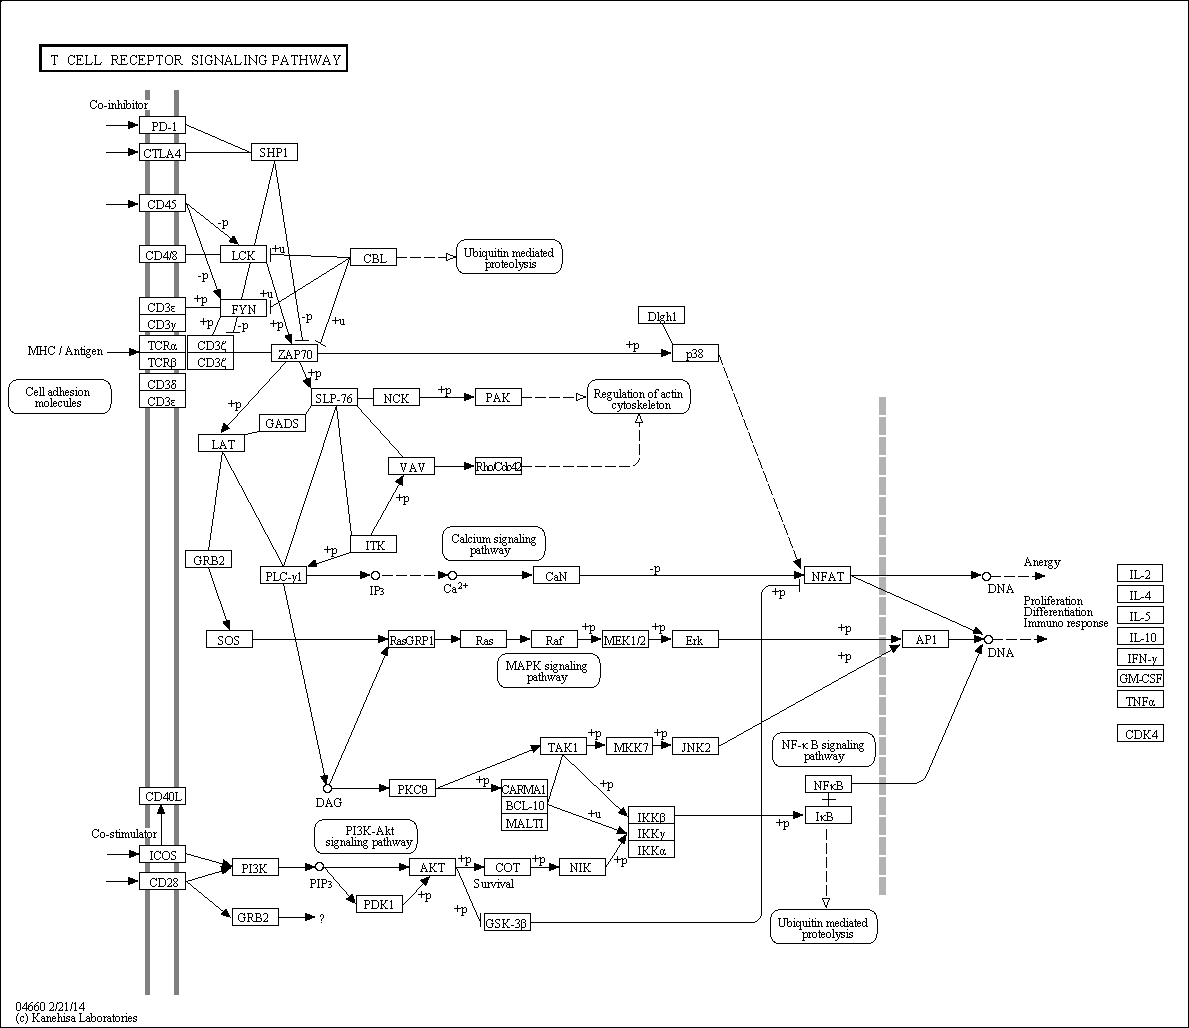 T CELL RECEPTOR SIGNALING PATHWAY
Co-inhibitor
PD-1
CTLA4
SHP1
CD45
-p
CD4/8
LCK
+u
CBL
Ubiquitin mediated
proteolysis
-p
CD3ε
+p
FYN
+u
CD3γ
+p
-p
+p
-p
+u
Dlgh1
MHC / Antigen
TCRα
CD3ζ
ZAP70
+p
p38
TCRβ
CD3ζ
+p
Cell adhesion
molecules
CD3δ
CD3ε
+p
SLP-76
NCK
+p
PAK
Regulation of actin
cytoskeleton
GADS
LAT
VAV
Rho/Cdc42
+p
ITK
Calcium signaling
pathway
GRB2
+p
PLC-γ1
IP3
Ca2+
CaN
-p
NFAT
+p
DNA
Anergy
SOS
RasGRP1
Ras
Raf
+p
MEK1/2
+p
Erk
+p
AP1
DNA
Proliferation
Differentiation
Immuno response
MAPK signaling
pathway
+p
IL-2
IL-4
IL-5
IL-10
IFN-γ
GM-CSF
TNFα
CDK4
TAK1
+p
MKK7
+p
JNK2
NF-κ B signaling
pathway
DAG
PKCθ
+p
CARMA1
BCL-10
MALT1
+p
+u
IKKβ
IKKγ
IKKα
+p
NFκB
IκB
CD40L
Co-stimulator
PI3K-Akt
signaling pathway
ICOS
CD28
PI3K
PIP3
AKT
+p
COT
+p
NIK
+p
Survival
PDK1
+p
+p
GSK-3β
GRB2
?
Ubiquitin mediated
proteolysis
04660 2/21/14
(c) Kanehisa Laboratories